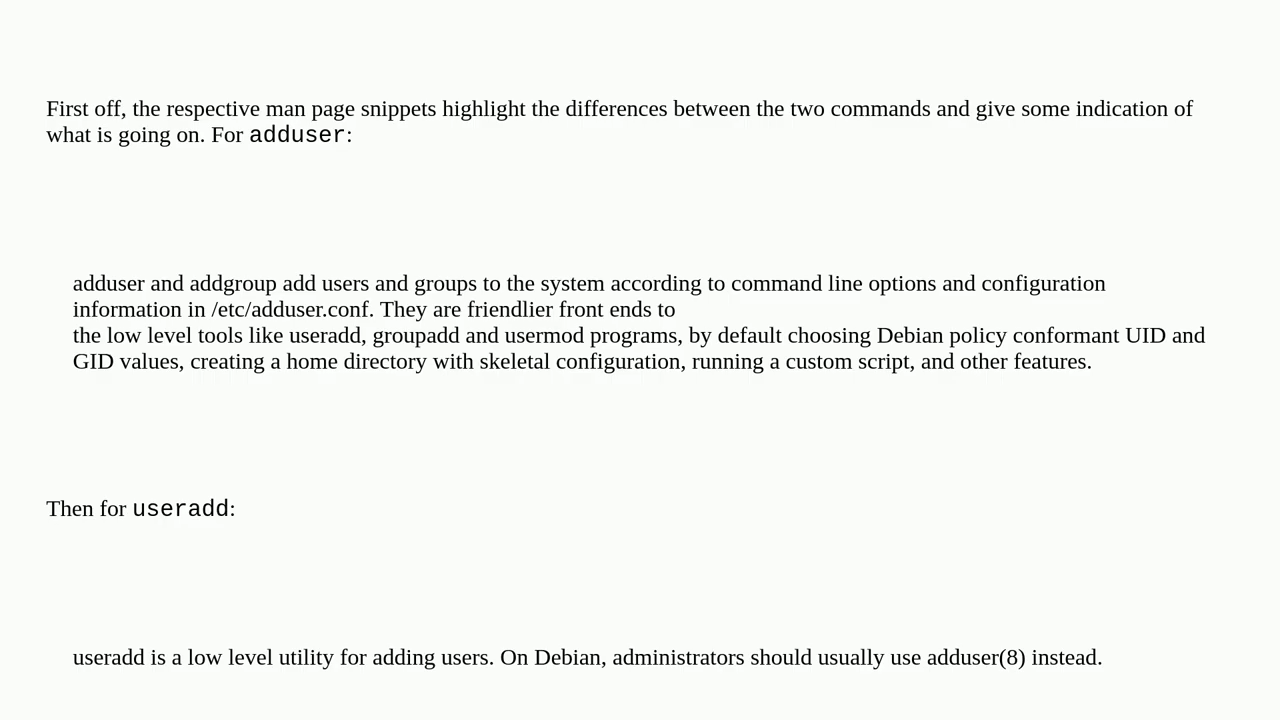 First off, the respective man page snippets highlight the differences between the two commands and give some indication of
what is going on. For adduser:
adduser and addgroup add users and groups to the system according to command line options and configuration
information in /etc/adduser.conf. They are friendlier front ends to
the low level tools like useradd, groupadd and usermod programs, by default choosing Debian policy conformant UID and
GID values, creating a home directory with skeletal configuration, running a custom script, and other features.
Then for useradd:
useradd is a low level utility for adding users. On Debian, administrators should usually use adduser(8) instead.